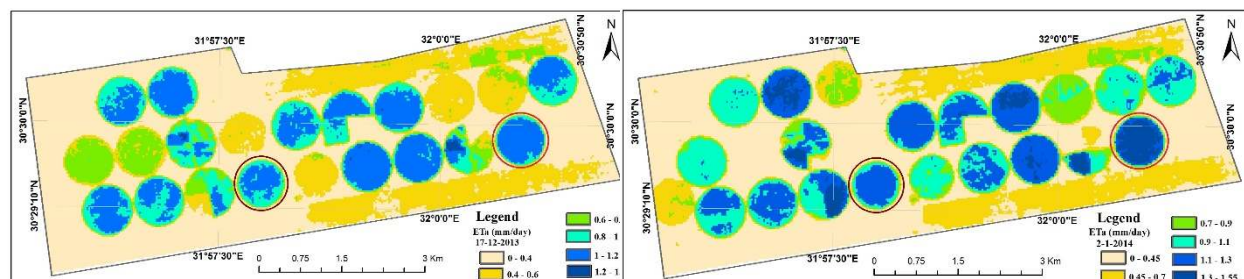 31°57'30"E
32°0'0"E
N
30°30'50"N
30°30'0"N
30°30'0"N
30°29'10"N
32°0'0"E
31°57'30"E
Legend
ETa (mm/day)
17-12-2013
0 - 0.4
0.4 - 0.6
0.8 - 1
1 - 1.2
0 0.75 1.5 3 Km
31°57'30"E
32°0'0"E
N
30°30'50"N
30°30'0"N
30°30'0"N
30°29'10"N
32°0'0"E
31°57'30"E
Legend
ETa (mm/day)
2-1-2014
0 - 0.45
0.45 - 0.7
0.7 - 0.9
0.9 - 1.1
1.1 - 1.3
1.3 - 1.55
0 0.75 1.5 3 Km